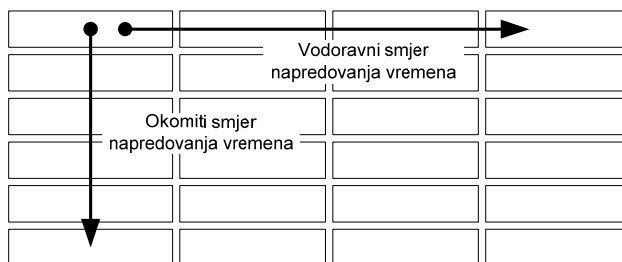 Vodoravni smjer
napredovanja vremena
Okomiti smjer
napredovanja vremena